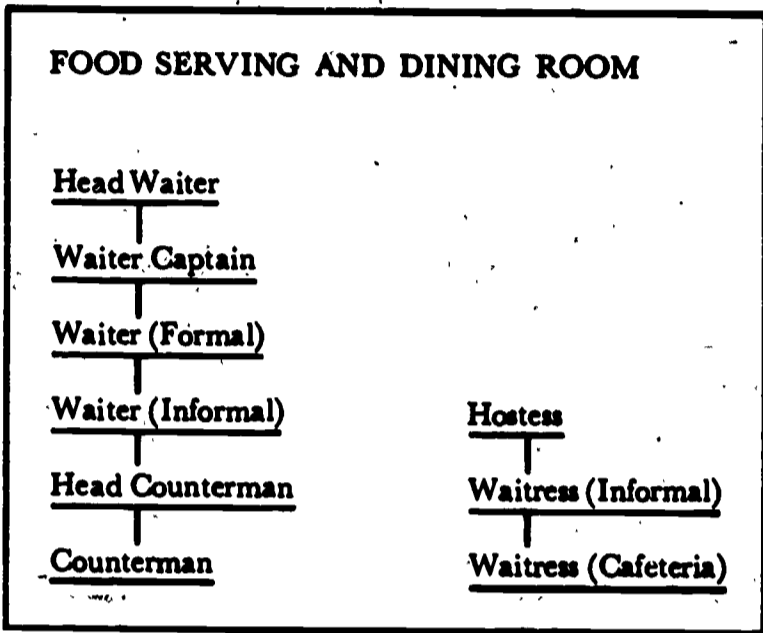 FOOD SERVING AND DINING ROOM
Head Waiter
Waiter Captain
Waiter (Formal)
Waiter (Informal)
Head Counterman
Counterman
Hostess
Waitress (Informal)
Waitress (Cafeteria)